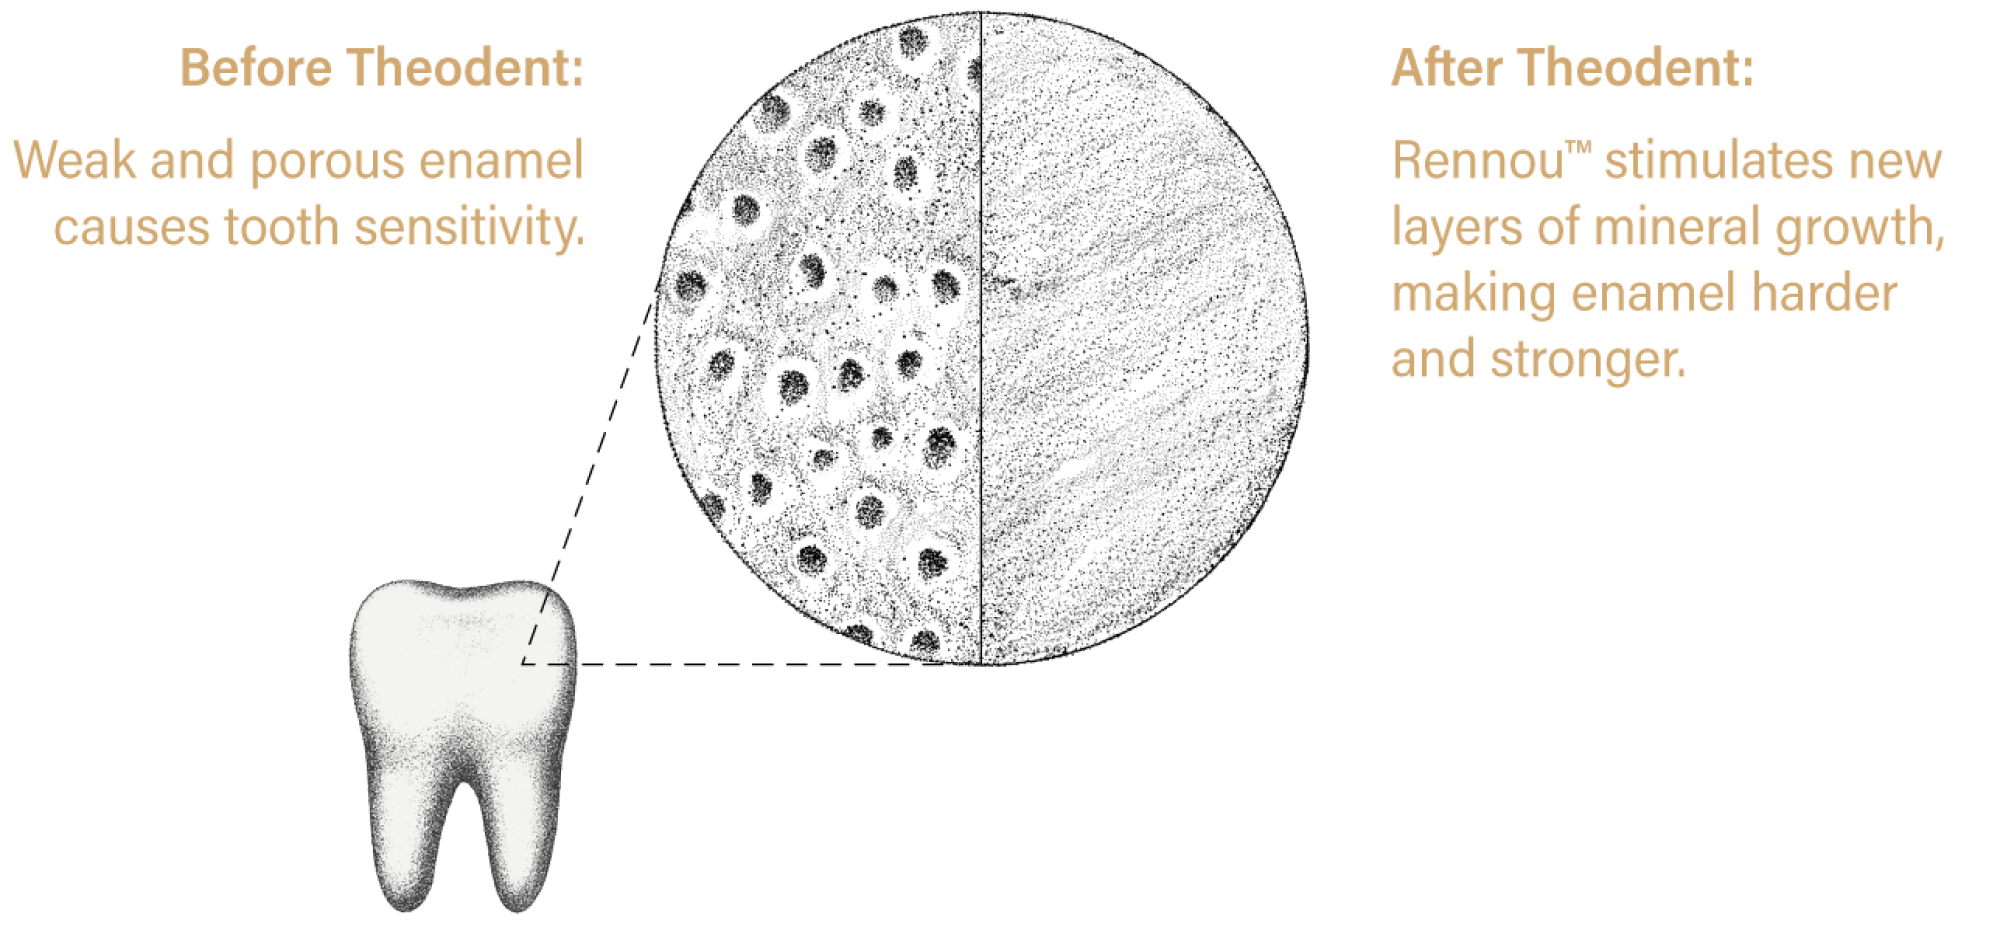 Before Theodent:
Weak and porous enamel
causes tooth sensitivity.
After Theodent:
Rennou™ stimulates new
layers of mineral growth,
making enamel harder
and stronger.